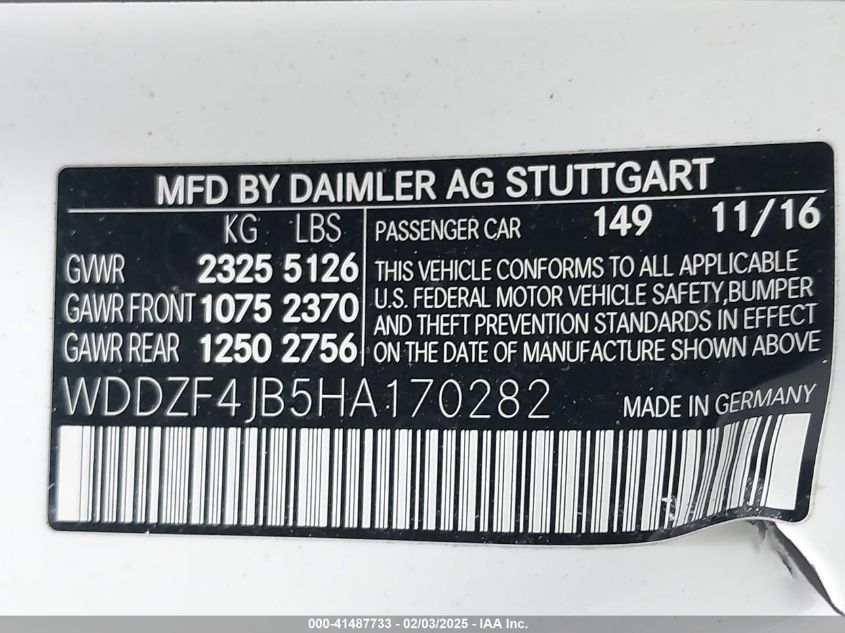 MFD BY DAIMLER AG STUTTGART
KG LBS
GVWR 2325 5126
GAWR FRONT 1075 2370
GAWR REAR 1250 2756
PASSENGER CAR 149 11/16
THIS VEHICLE CONFORMS TO ALL APPLICABLE
U.S. FEDERAL MOTOR VEHICLE SAFETY,BUMPER
AND THEFT PREVENTION STANDARDS IN EFFECT
ON THE DATE OF MANUFACTURE SHOWN ABOVE
WDDZF4JB5HA170282 MADE IN GERMANY
000-41487733 - 02/03/2025 - IAA Inc.